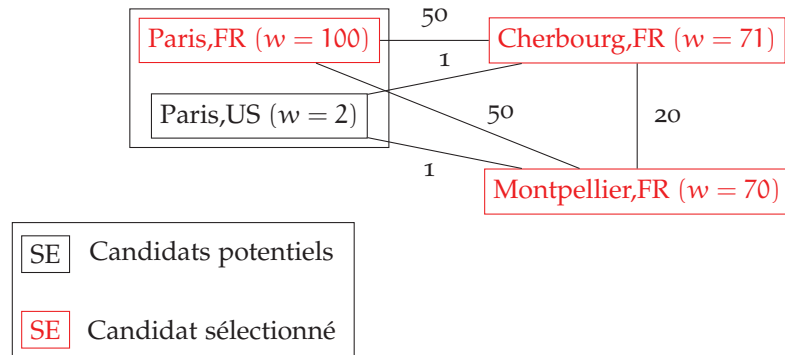 50
Paris,FR (w = 100)
Cherbourg,FR (w = 71)
1
Paris,US (w = 2)
50
20
1
Montpellier,FR (w = 70)
SE Candidats potentiels
SE Candidat sélectionné